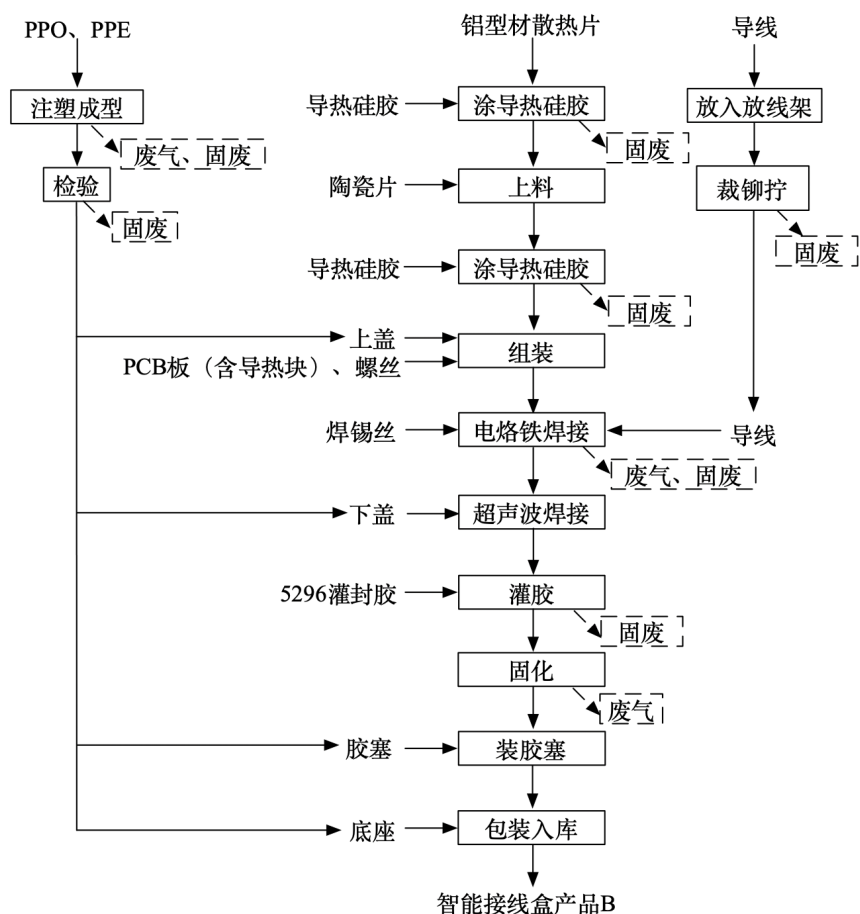 PPO、PPE
铝型材散热片
导线
注塑成型
导热硅胶
涂导热硅胶
放入放线架
废气、固废
固废
检验
陶瓷片
上料
裁铆拧
固废
固废
导热硅胶
涂导热硅胶
固废
上盖
组装
PCB板（含导热块）、螺丝
焊锡丝
电烙铁焊接
导线
废气、固废
下盖
超声波焊接
5296灌封胶
灌胶
固废
固化
废气
胶塞
装胶塞
底座
包装入库
智能接线盒产品B